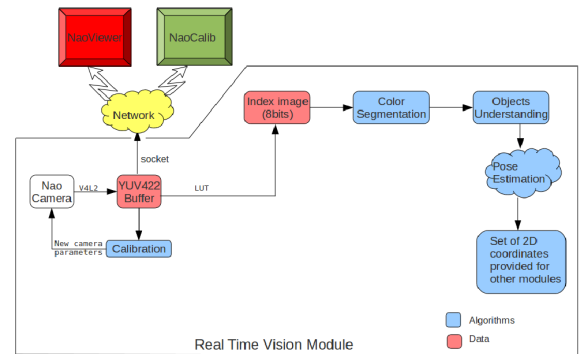 NaoViewer
NaoCalib
Network
socket
Index image
(8bits)
Color
Segmentation
Objects
Understanding
Pose
Estimation
Nao
Camera
V4L2
YUV422
Buffer
LUT
New camera
parameters
Calibration
Set of 2D
coordinates
provided for
other modules
Algorithms
Data
Real Time Vision Module